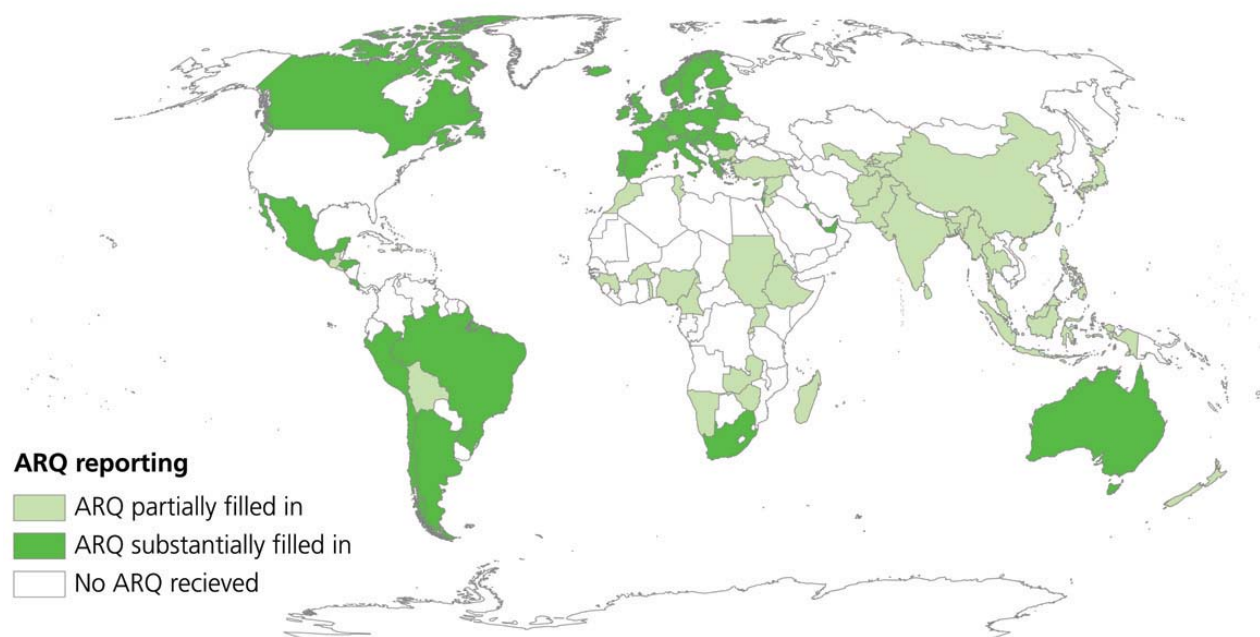 ARQ reporting
ARQ partially filled in
ARQ substantially filled in
No ARQ recieved